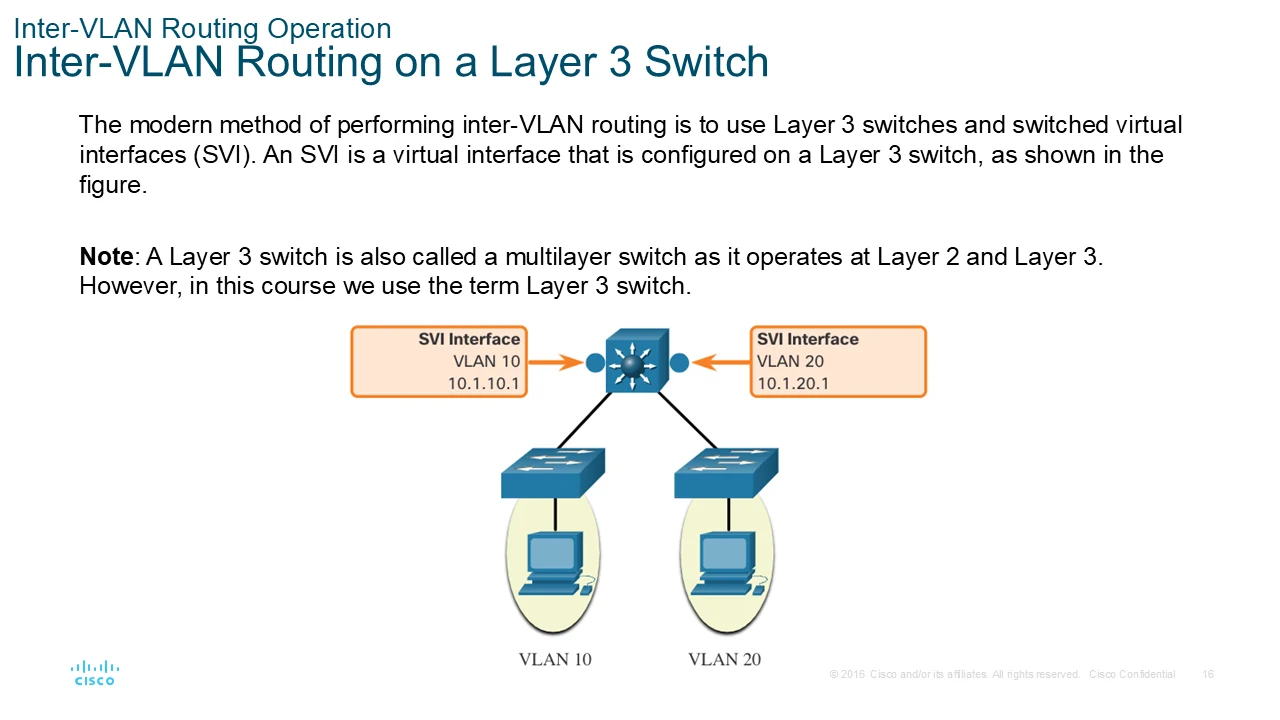 Inter-VLAN Routing Operation
Inter-VLAN Routing on a Layer 3 Switch
The modern method of performing inter-VLAN routing is to use Layer 3 switches and switched virtual
interfaces (SVI). An SVI is a virtual interface that is configured on a Layer 3 switch, as shown in the
figure.
Note: A Layer 3 switch is also called a multilayer switch as it operates at Layer 2 and Layer 3.
However, in this course we use the term Layer 3 switch.
SVI Interface
VLAN 10
10.1.10.1
SVI Interface
VLAN 20
10.1.20.1
VLAN 10
VLAN 20
CISCO
© 2016 Cisco and/or its affiliates. All rights reserved. Cisco Confidential
16